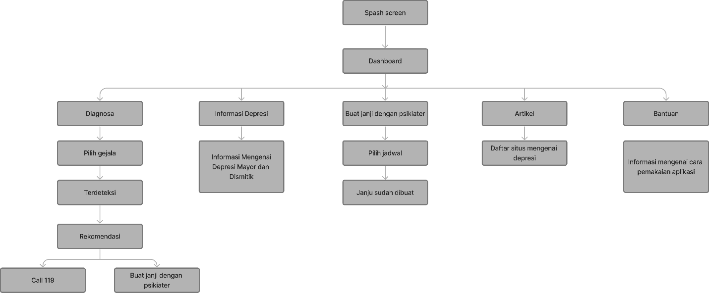 Spash screen
Dashboard
Diagnosa
Informasi Depresi
Buat janji dengan psikiater
Artikel
Bantuan
Pilih gejala
Informasi Mengenai
Depresi Mayor dan
Dismitik
Pilih jadwal
Daftar situs mengenai
depresi
Informasi mengenai cara
pemakaian aplikasi
Terdeteksi
Janju sudah dibuat
Rekomendasi
Call 119
Buat janji dengan
psikiater